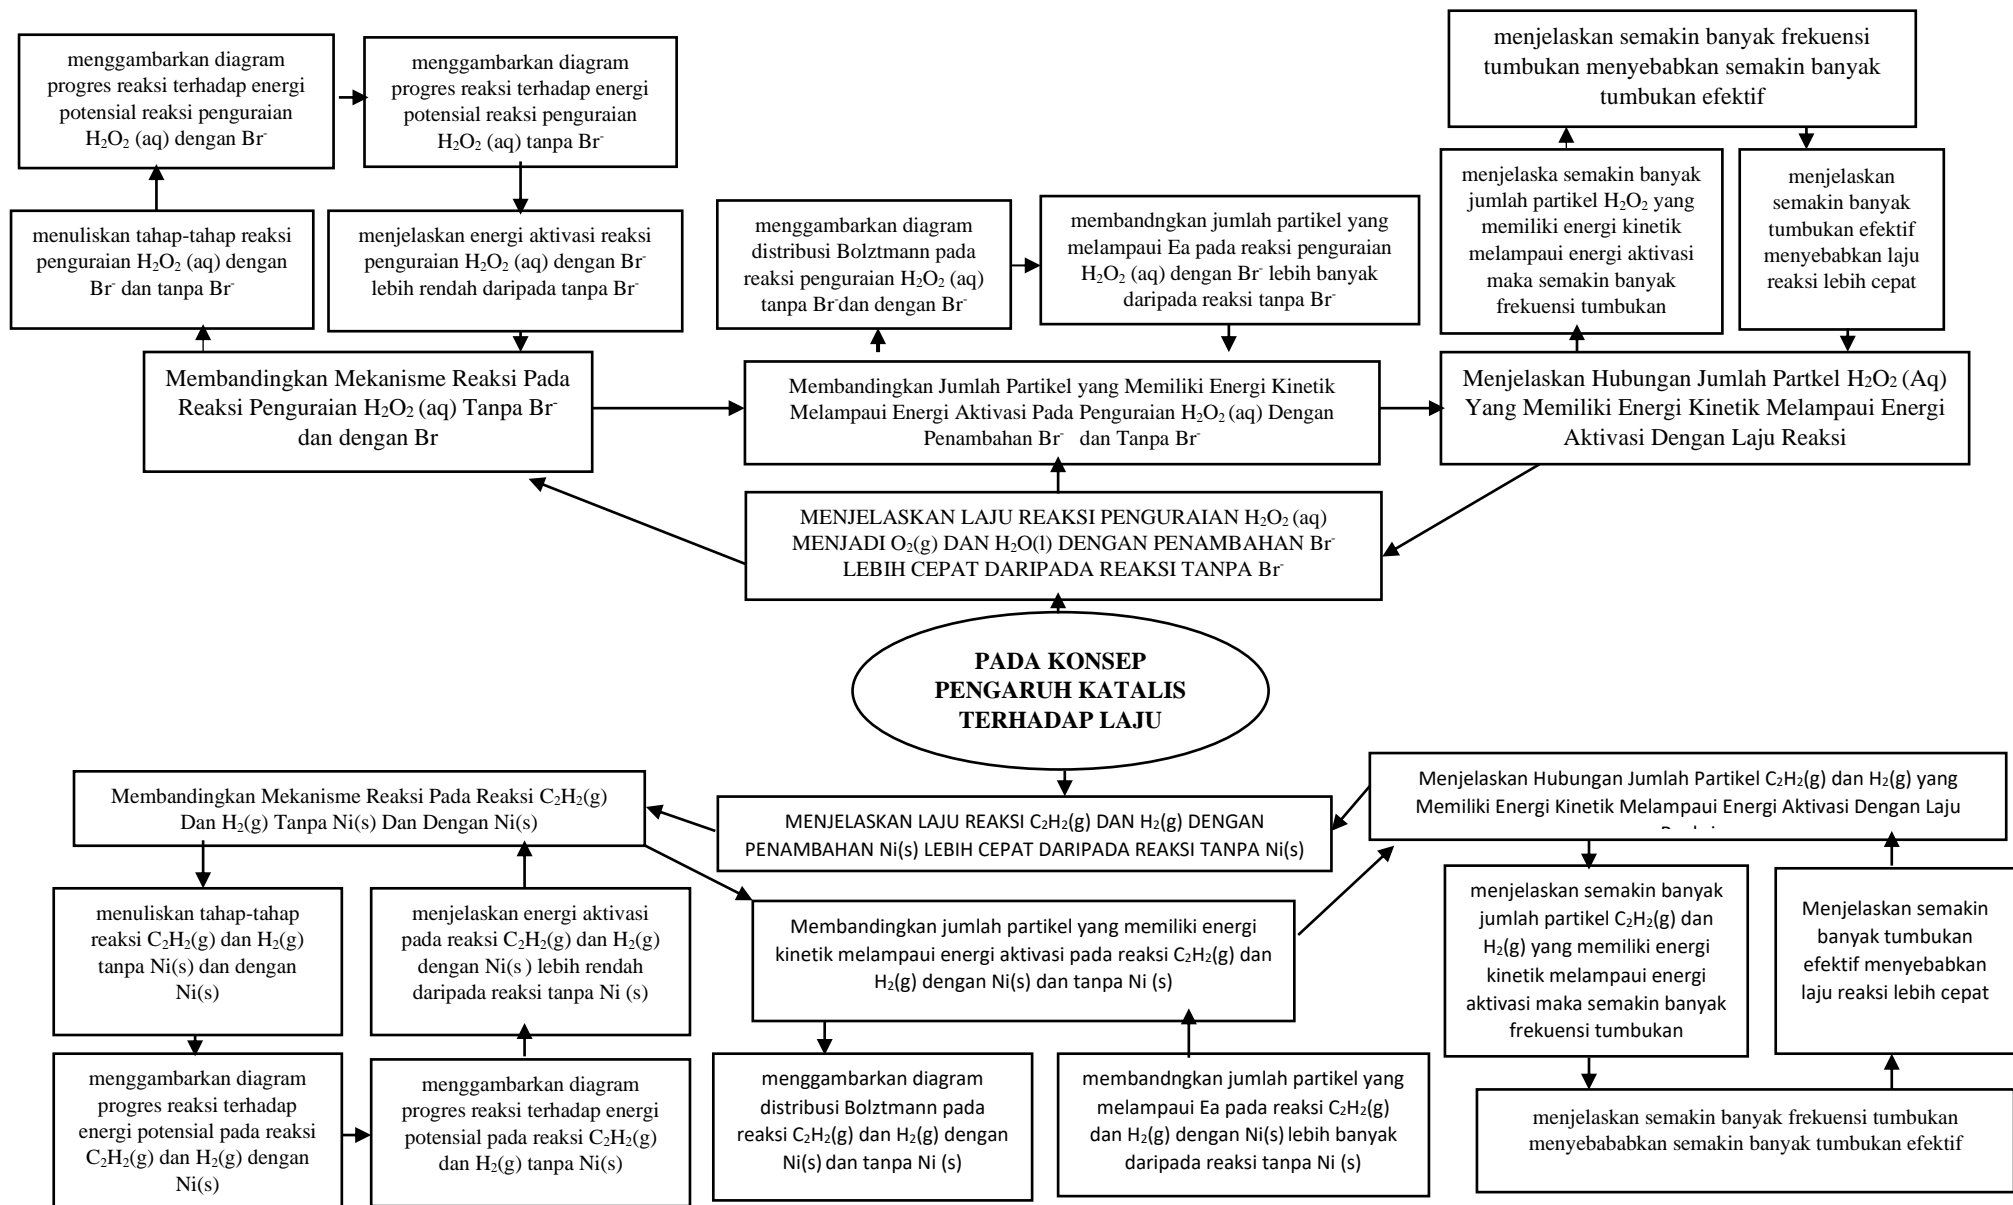 menggambarkan diagram
progres reaksi terhadap energi
potensial reaksi penguraian
H₂O₂ (aq) dengan Br⁻
menggambarkan diagram
progres reaksi terhadap energi
potensial reaksi penguraian
H₂O₂ (aq) tanpa Br⁻
menjelaskan semakin banyak frekuensi
tumbukan menyebabkan semakin banyak
tumbukan efektif
menuliskan tahap-tahap reaksi
penguraian H₂O₂ (aq) dengan
Br⁻ dan tanpa Br⁻
menjelaskan energi aktivasi reaksi
penguraian H₂O₂ (aq) dengan Br⁻
lebih rendah daripada tanpa Br⁻
menggambarkan diagram
distribusi Bolztmann pada
reaksi penguraian H₂O₂ (aq)
tanpa Br⁻dan dengan Br⁻
membandngkan jumlah partikel yang
melampaui Ea pada reaksi penguraian
H₂O₂ (aq) dengan Br⁻ lebih banyak
daripada reaksi tanpa Br⁻
menjelaska semakin banyak
jumlah partikel H₂O₂ yang
memiliki energi kinetik
melampaui energi aktivasi
maka semakin banyak
frekuensi tumbukan
menjelaskan
semakin banyak
tumbukan efektif
menyebabkan laju
reaksi lebih cepat
Membandingkan Mekanisme Reaksi Pada
Reaksi Penguraian H₂O₂ (aq) Tanpa Br⁻
dan dengan Br
Membandingkan Jumlah Partikel yang Memiliki Energi Kinetik
Melampaui Energi Aktivasi Pada Penguraian H₂O₂ (aq) Dengan
Penambahan Br⁻ dan Tanpa Br⁻
Menjelaskan Hubungan Jumlah Partkel H₂O₂ (Aq)
Yang Memiliki Energi Kinetik Melampaui Energi
Aktivasi Dengan Laju Reaksi
MENJELASKAN LAJU REAKSI PENGURAIAN H₂O₂ (aq)
MENJADI O₂(g) DAN H₂O(l) DENGAN PENAMBAHAN Br⁻
LEBIH CEPAT DARIPADA REAKSI TANPA Br⁻
PADA KONSEP
PENGARUH KATALIS
TERHADAP LAJU
Membandingkan Mekanisme Reaksi Pada Reaksi C₂H₂(g)
Dan H₂(g) Tanpa Ni(s) Dan Dengan Ni(s)
MENJELASKAN LAJU REAKSI C₂H₂(g) DAN H₂(g) DENGAN
PENAMBAHAN Ni(s) LEBIH CEPAT DARIPADA REAKSI TANPA Ni(s)
Menjelaskan Hubungan Jumlah Partikel C₂H₂(g) dan H₂(g) yang
Memiliki Energi Kinetik Melampaui Energi Aktivasi Dengan Laju
menuliskan tahap-tahap
reaksi C₂H₂(g) dan H₂(g)
tanpa Ni(s) dan dengan
Ni(s)
menjelaskan energi aktivasi
pada reaksi C₂H₂(g) dan H₂(g)
dengan Ni(s ) lebih rendah
daripada reaksi tanpa Ni (s)
Membandingkan jumlah partikel yang memiliki energi
kinetik melampaui energi aktivasi pada reaksi C₂H₂(g) dan
H₂(g) dengan Ni(s) dan tanpa Ni (s)
menjelaskan semakin banyak
jumlah partikel C₂H₂(g) dan
H₂(g) yang memiliki energi
kinetik melampaui energi
aktivasi maka semakin banyak
frekuensi tumbukan
Menjelaskan semakin
banyak tumbukan
efektif menyebabkan
laju reaksi lebih cepat
menggambarkan diagram
progres reaksi terhadap
energi potensial pada reaksi
C₂H₂(g) dan H₂(g) dengan
Ni(s)
menggambarkan diagram
progres reaksi terhadap energi
potensial pada reaksi C₂H₂(g)
dan H₂(g) tanpa Ni(s)
menggambarkan diagram
distribusi Bolztmann pada
reaksi C₂H₂(g) dan H₂(g) dengan
Ni(s) dan tanpa Ni (s)
membandngkan jumlah partikel yang
melampaui Ea pada reaksi C₂H₂(g)
dan H₂(g) dengan Ni(s) lebih banyak
daripada reaksi tanpa Ni (s)
menjelaskan semakin banyak frekuensi tumbukan
menyebababkan semakin banyak tumbukan efektif